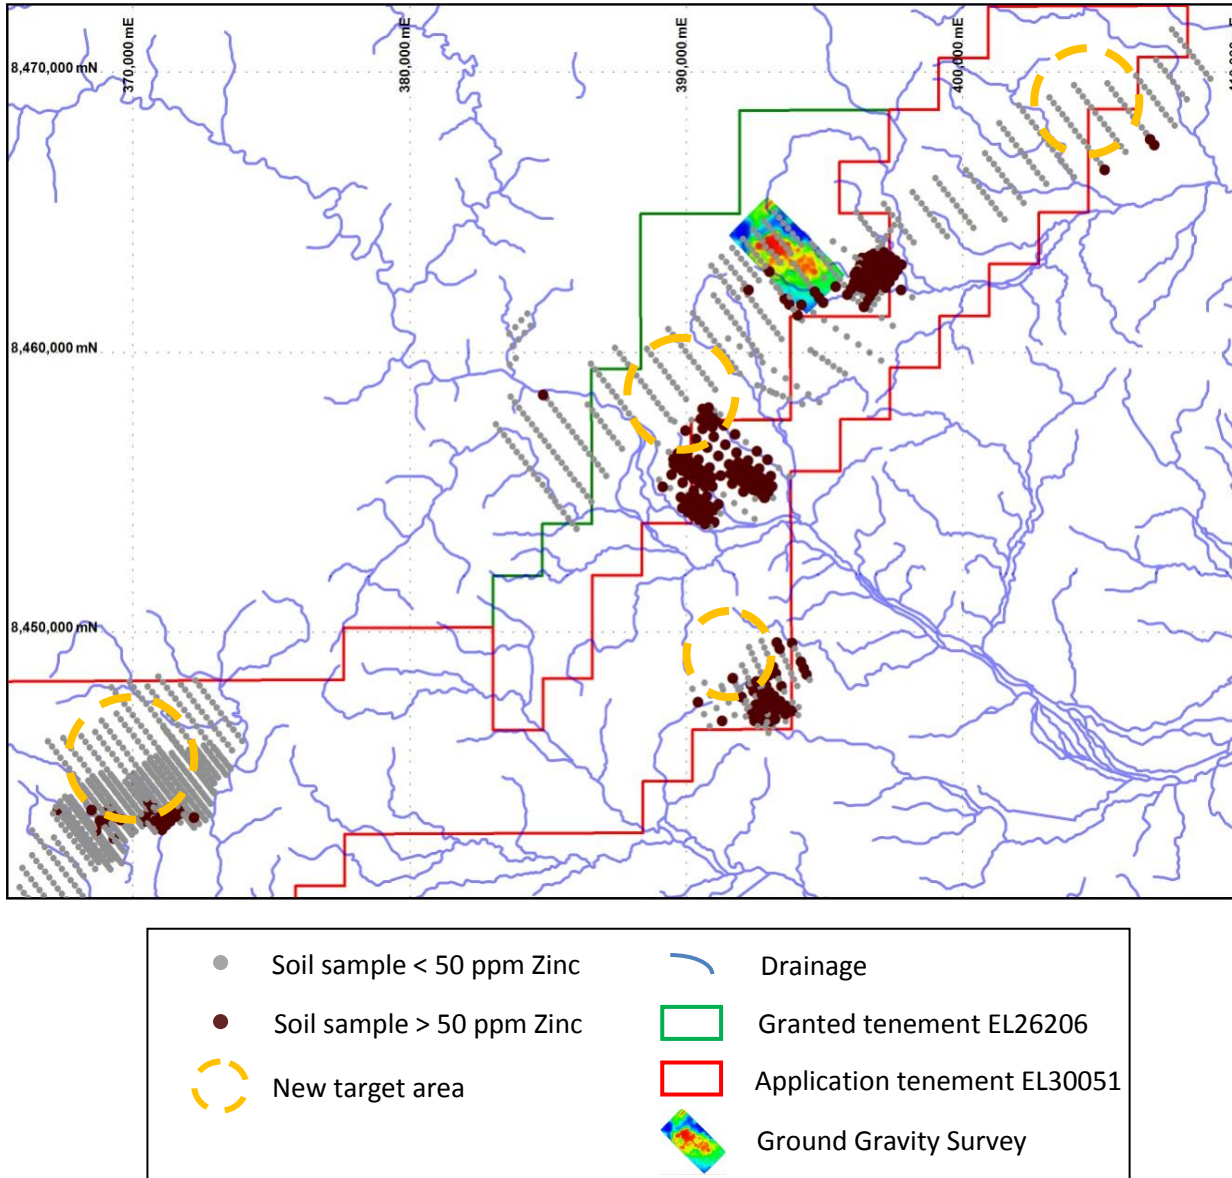 370,000 mE
380,000 mE
390,000 mE
400,000 mE
8,470,000 mN
8,460,000 mN
8,450,000 mN
Soil sample < 50 ppm Zinc
Drainage
Soil sample > 50 ppm Zinc
Granted tenement EL26206
New target area
Application tenement EL30051
Ground Gravity Survey